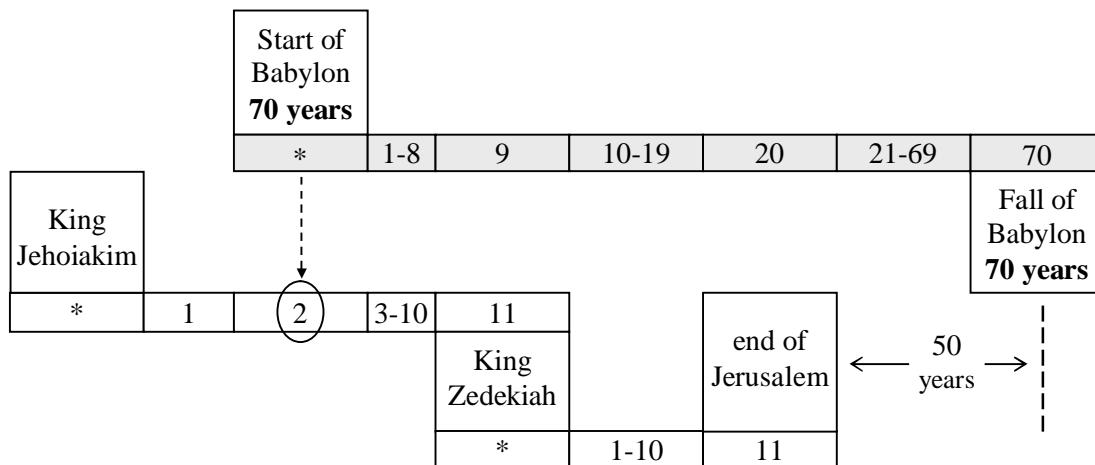 Start of
Babylon
70 years
* 1-8 9 10-19 20 21-69 70
King
Jehoiakim
Fall of
Babylon
70 years
* 1 2 3-10 11
King
Zedekiah
end of
Jerusalem
50
years
* 1-10 11